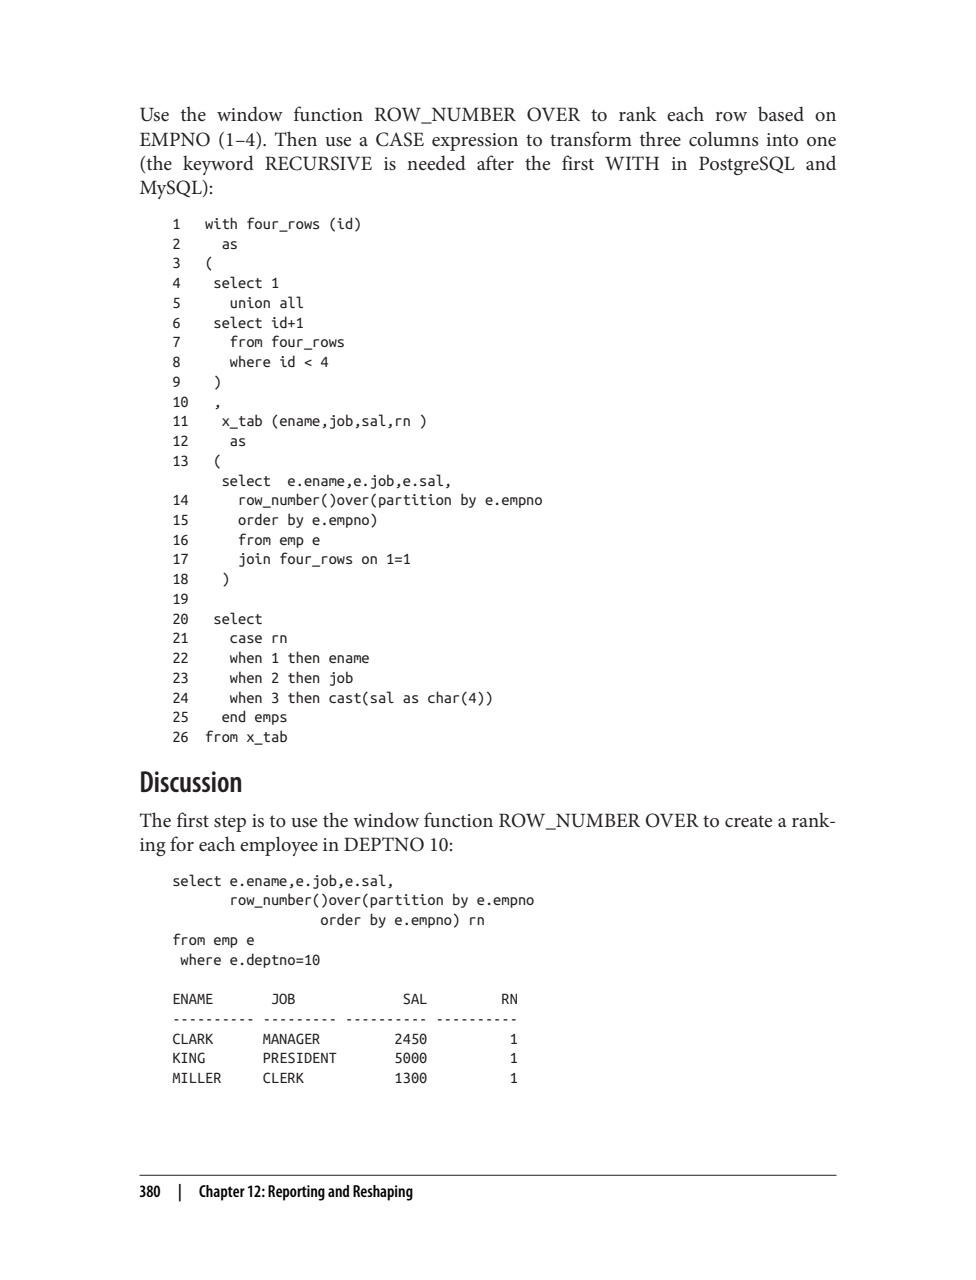 Use the window function ROW_NUMBER OVER to rank each row based on
EMPNO (1–4). Then use a CASE expression to transform three columns into one
(the keyword RECURSIVE is needed after the first WITH in PostgreSQL and
MySQL):
1   with four_rows (id)
2     as
3   (
4    select 1
5      union all
6    select id+1
7      from four_rows
8      where id < 4
9    )
10   ,
11    x_tab (ename,job,sal,rn )
12     as
13   (
      select  e.ename,e.job,e.sal,
14      row_number()over(partition by e.empno
15      order by e.empno)
16      from emp e
17      join four_rows on 1=1
18    )
19
20   select
21     case rn
22     when 1 then ename
23     when 2 then job
24     when 3 then cast(sal as char(4))
25    end emps
26  from x_tab
Discussion
The first step is to use the window function ROW_NUMBER OVER to create a rank-
ing for each employee in DEPTNO 10:
select e.ename,e.job,e.sal,
       row_number()over(partition by e.empno
                  order by e.empno) rn
from emp e
 where e.deptno=10
ENAME       JOB             SAL         RN
---------- --------- ---------- ----------
CLARK      MANAGER         2450          1
KING       PRESIDENT       5000          1
MILLER     CLERK           1300          1
380 | Chapter 12: Reporting and Reshaping